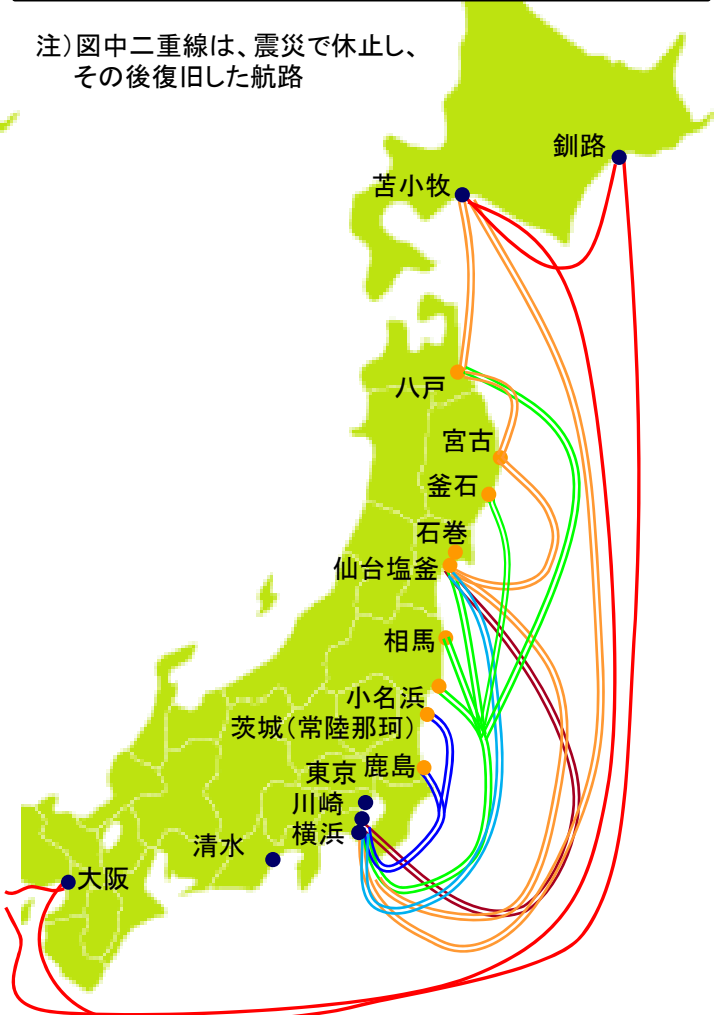 注)図中二重線は、震災で休止し、
その後復旧した航路
釧路
苫小牧
八戸
宮古
釜石
石巻
仙台塩釜
相馬
小名浜
茨城(常陸那珂)
東京
鹿島
川崎
横浜
清水
大阪